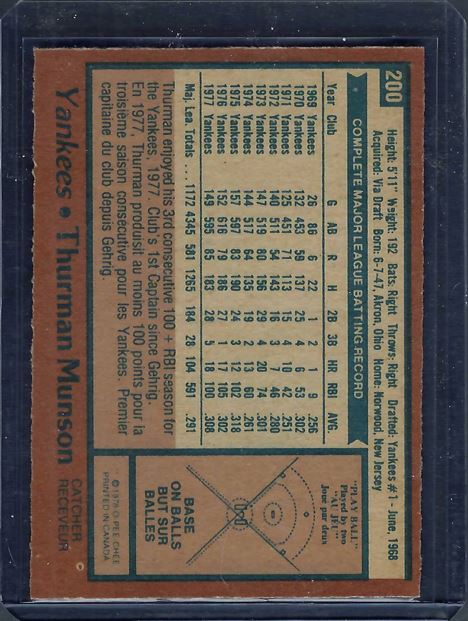 200
Height: 5'11" Weight: 192 Bats: Right Throws: Right Drafted: Yankees #1 - June, 1968
Acquired: Via Draft Born: 6-7-47, Akron, Ohio Home: Norwood, New Jersey
COMPLETE MAJOR LEAGUE BATTING RECORD
Year Club G AB R H 2B 3B HR RBI AVG.
1969 Yankees 26 86 6 22 1 2 1 9 .256
1970 Yankees 132 453 59 137 25 4 6 53 .302
1971 Yankees 125 451 71 113 15 4 10 42 .251
1972 Yankees 140 511 54 143 16 3 7 46 .280
1973 Yankees 147 519 80 156 29 4 20 74 .301
1974 Yankees 144 517 64 135 19 2 13 60 .261
1975 Yankees 157 597 83 190 24 3 12 102 .318
1976 Yankees 152 616 79 186 27 1 17 105 .302
1977 Yankees 149 595 85 183 28 5 18 100 .308
Maj. Lea. Totals ... 1172 4345 581 1265 184 28 104 591 .291
Thurman enjoyed his 3rd consecutive 100 + RBI season for
the Yankees, 1977. Club's 1st Captain since Gehrig.
En 1977, Thurman produisit au moins 100 points pour la
troisième saison consécutive pour les Yankees. Premier
capitaine du club depuis Gehrig.
"PLAY BALL"
Played by two
"AU JEU"
Joué par deux
BASE
ON BALLS
BUT SUR
BALLES
© 1978 O-PEE-CHEE
PRINTED IN CANADA
Yankees • Thurman Munson
CATCHER
RECEVEUR